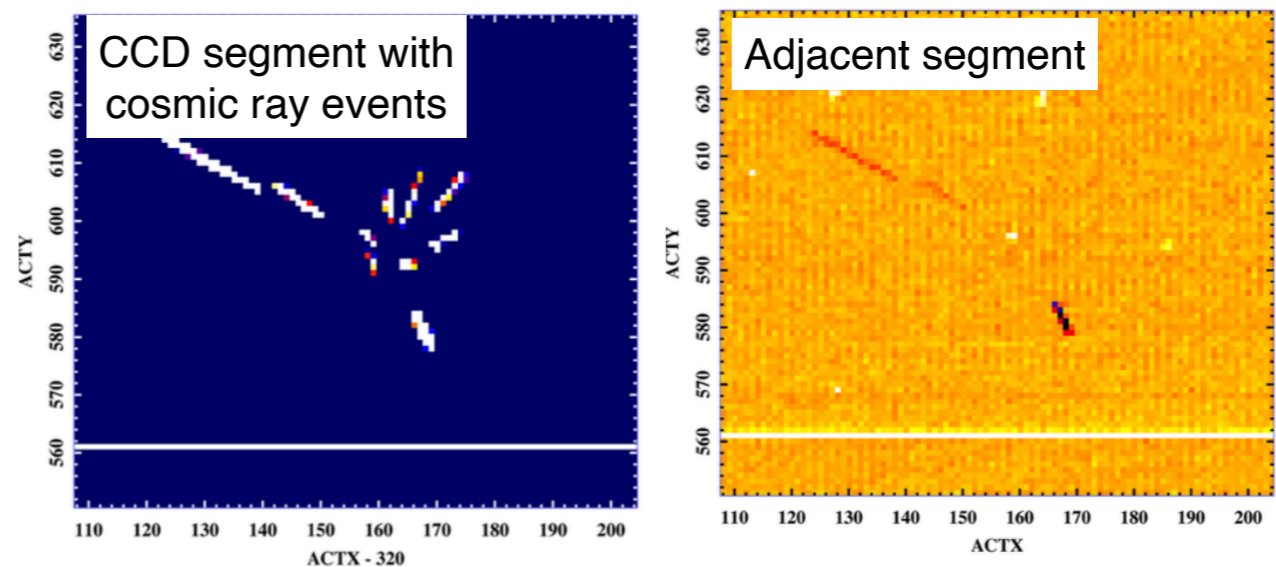 CCD segment with
cosmic ray events
630
620
610
600
590
580
570
560
ACTY
110 120 130 140 150 160 170 180 190 200
ACTX - 320
Adjacent segment
630
620
610
600
590
580
570
560
ACTY
110 120 130 140 150 160 170 180 190 200
ACTX